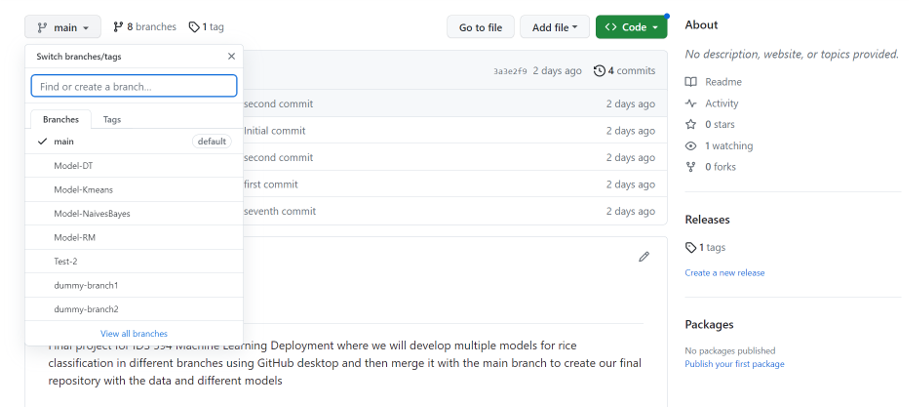 main
8 branches
1 tag
Go to file
Add file
Code
Switch branches/tags
Find or create a branch...
Branches
Tags
main
default
Model-DT
Model-Kmeans
Model-NaivesBayes
Model-RM
Test-2
dummy-branch1
dummy-branch2
View all branches
3a3e2f9 2 days ago
4 commits
second commit
2 days ago
Initial commit
2 days ago
second commit
2 days ago
first commit
2 days ago
seventh commit
2 days ago
Final project for IDS 594 Machine Learning Deployment where we will develop multiple models for rice
classification in different branches using GitHub desktop and then merge it with the main branch to create our final
repository with the data and different models
About
No description, website, or topics provided.
Readme
Activity
0 stars
1 watching
0 forks
Releases
1 tags
Create a new release
Packages
No packages published
Publish your first package